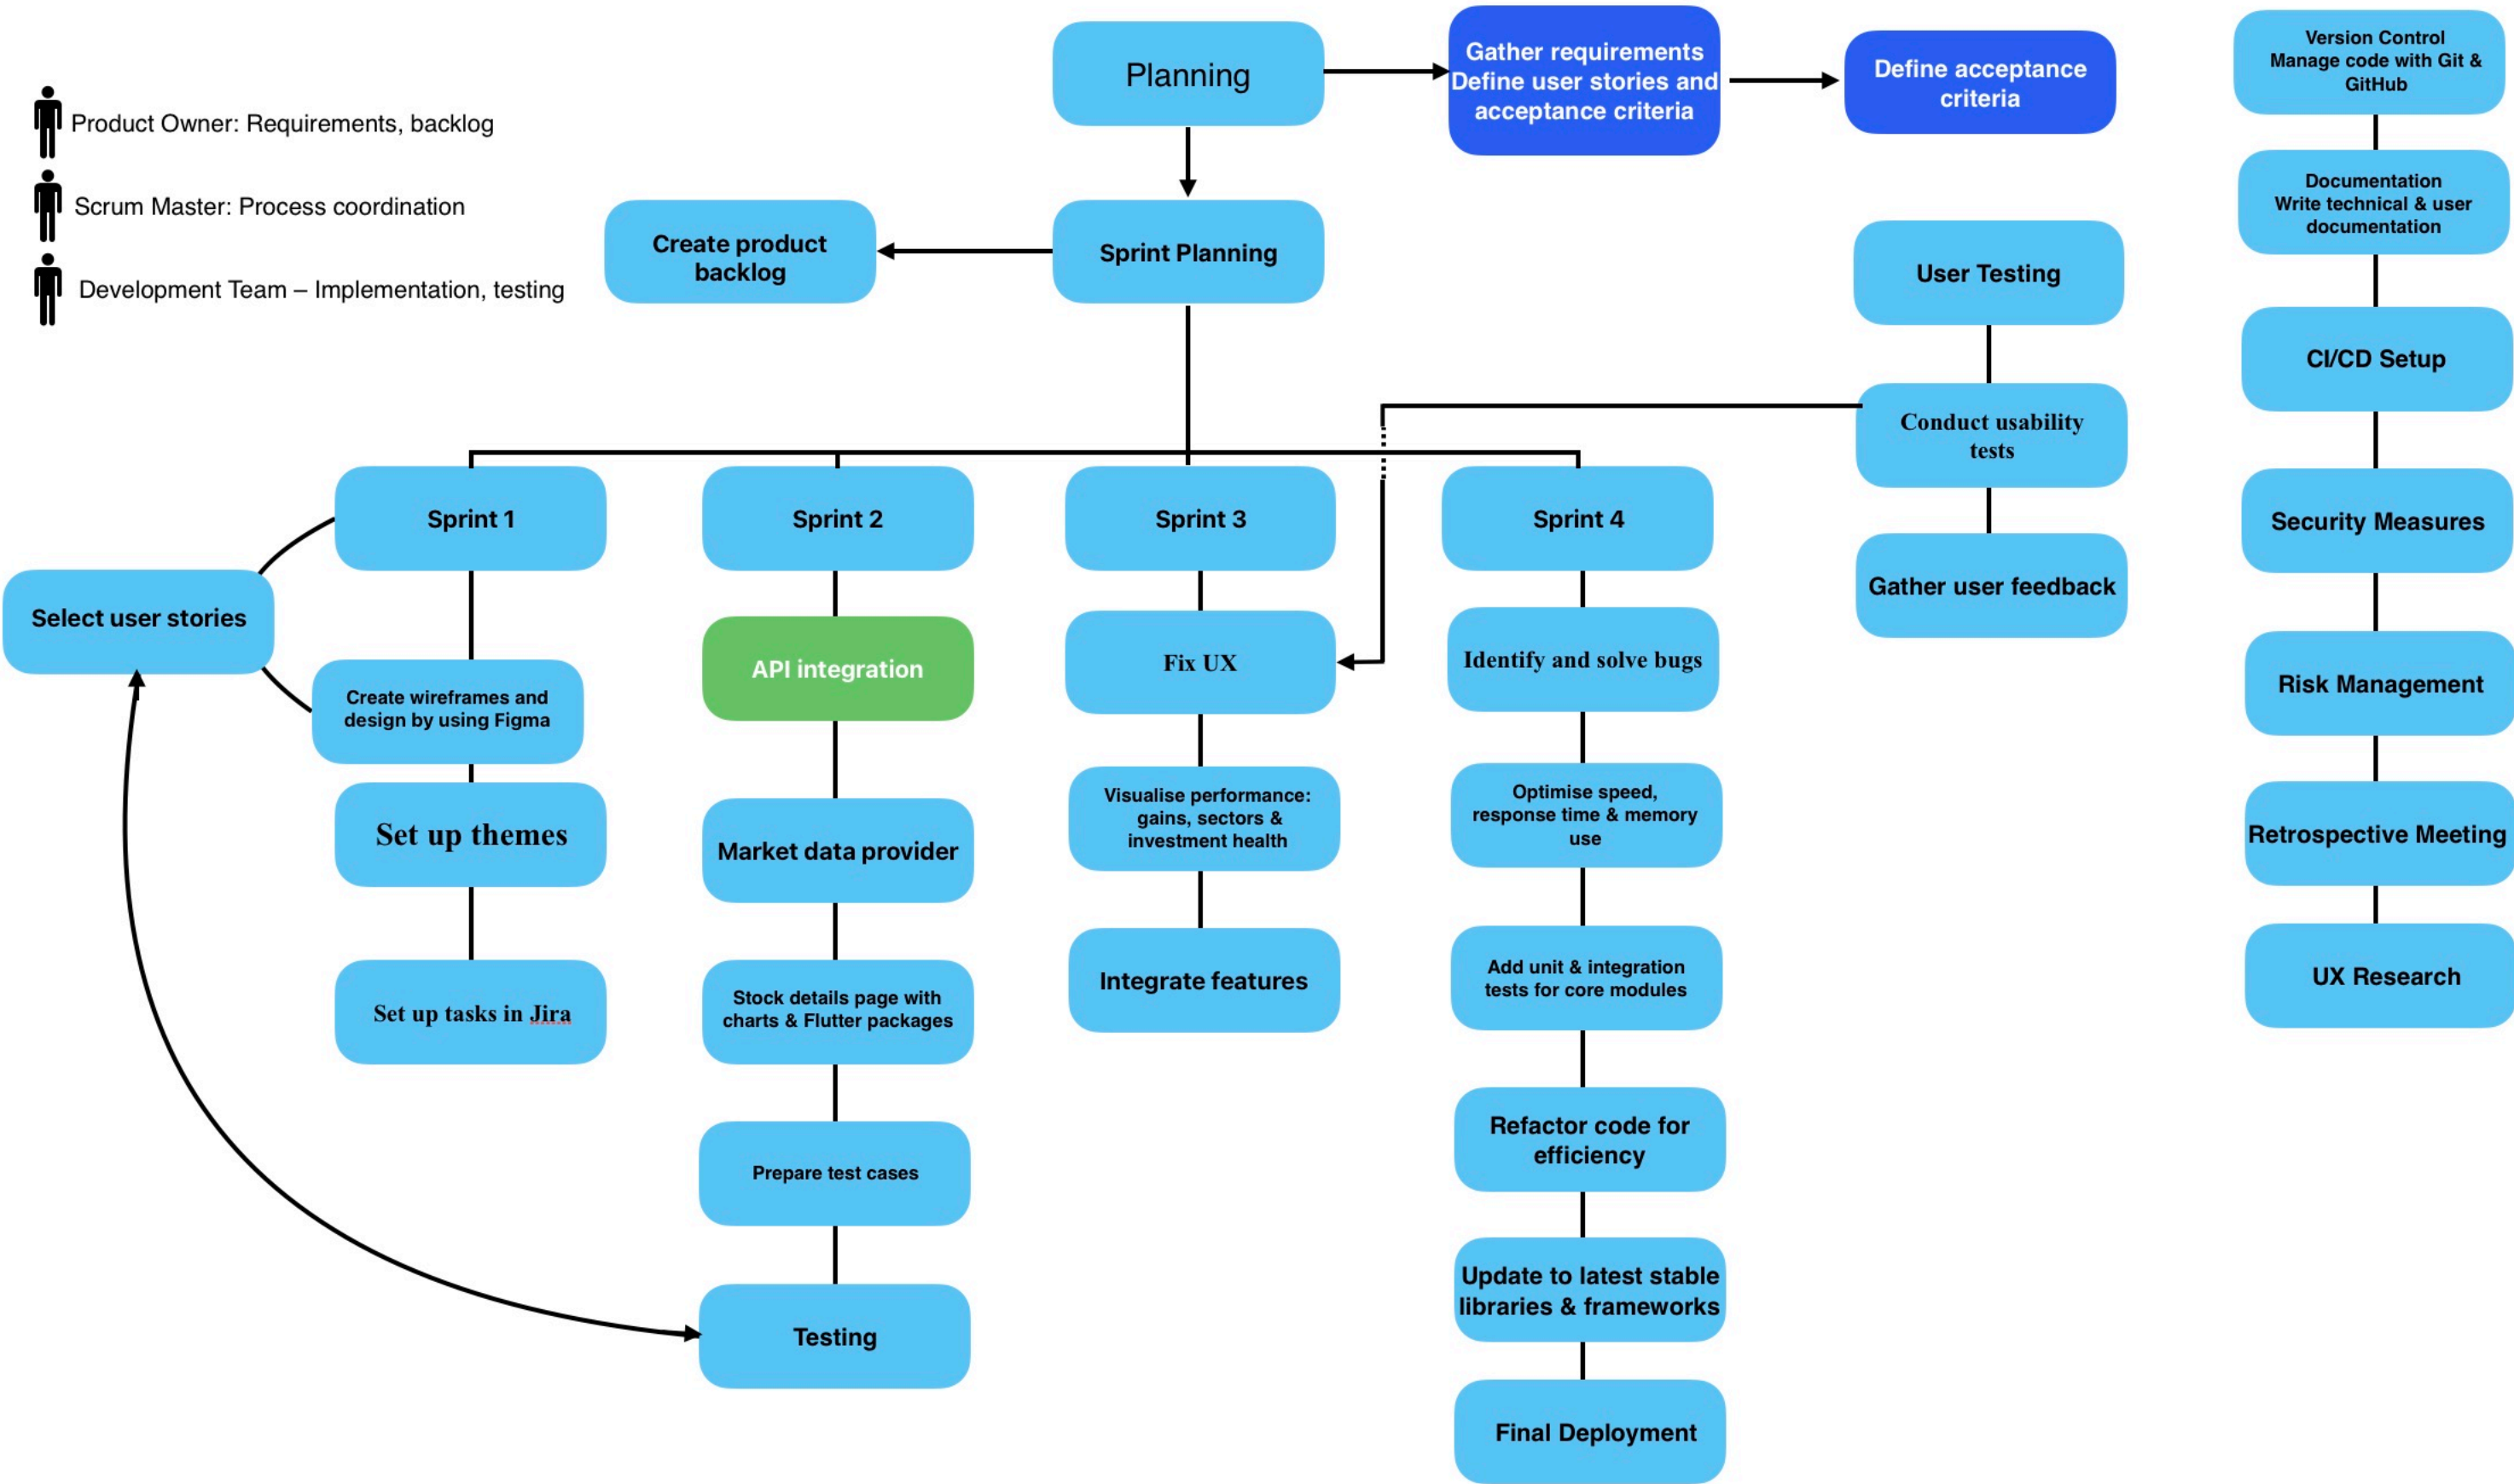 Planning
Gather requirements
Define user stories and
acceptance criteria
Define acceptance
criteria
Product Owner: Requirements, backlog
Scrum Master: Process coordination
Development Team – Implementation, testing
Create product
backlog
Sprint Planning
User Testing
Conduct usability
tests
Gather user feedback
Sprint 1
Select user stories
Create wireframes and
design by using Figma
Set up themes
Set up tasks in Jira
Sprint 2
API integration
Market data provider
Stock details page with
charts & Flutter packages
Prepare test cases
Testing
Sprint 3
Fix UX
Visualise performance:
gains, sectors &
investment health
Integrate features
Sprint 4
Identify and solve bugs
Optimise speed,
response time & memory
use
Add unit & integration
tests for core modules
Refactor code for
efficiency
Update to latest stable
libraries & frameworks
Final Deployment
Version Control
Manage code with Git &
GitHub
Documentation
Write technical & user
documentation
CI/CD Setup
Security Measures
Risk Management
Retrospective Meeting
UX Research